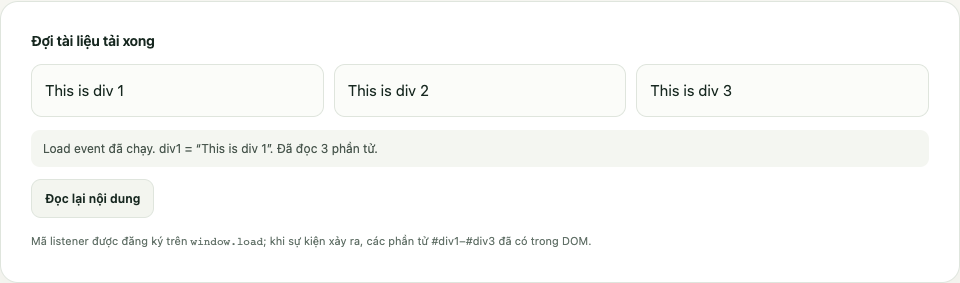 Đợi tài liệu tải xong
This is div 1
This is div 2
This is div 3
Load event đã chạy. div1 = “This is div 1”. Đã đọc 3 phần tử.
Đọc lại nội dung
Mã listener được đăng ký trên window.load; khi sự kiện xảy ra, các phần tử #div1–#div3 đã có trong DOM.